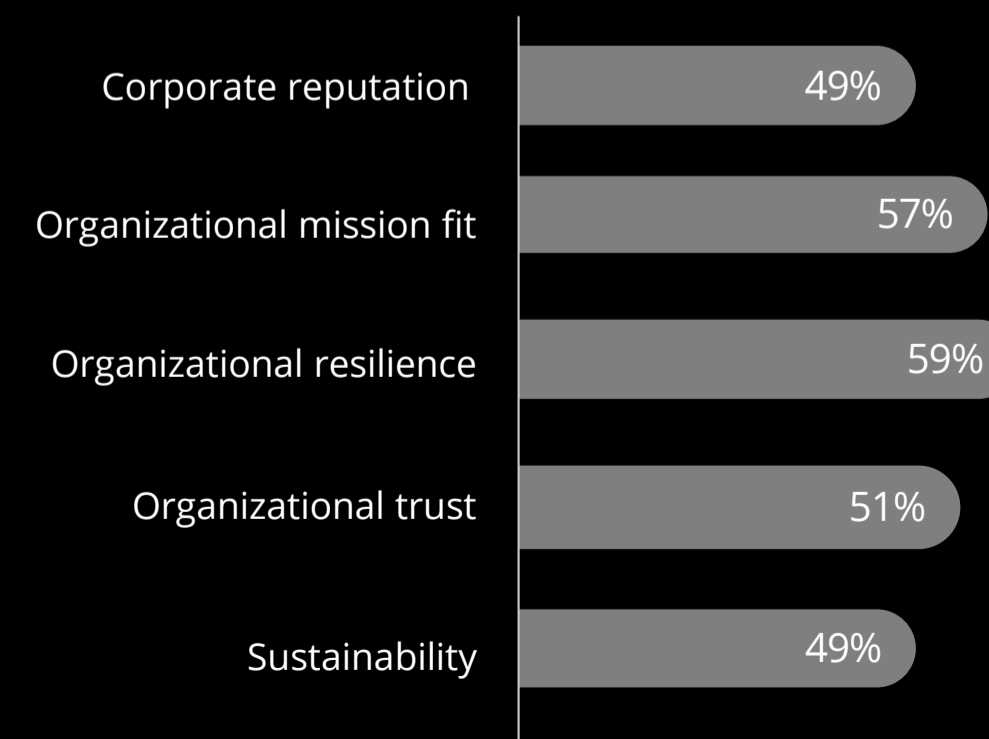 Corporate reputation 49%
Organizational mission fit 57%
Organizational resilience 59%
Organizational trust 51%
Sustainability 49%